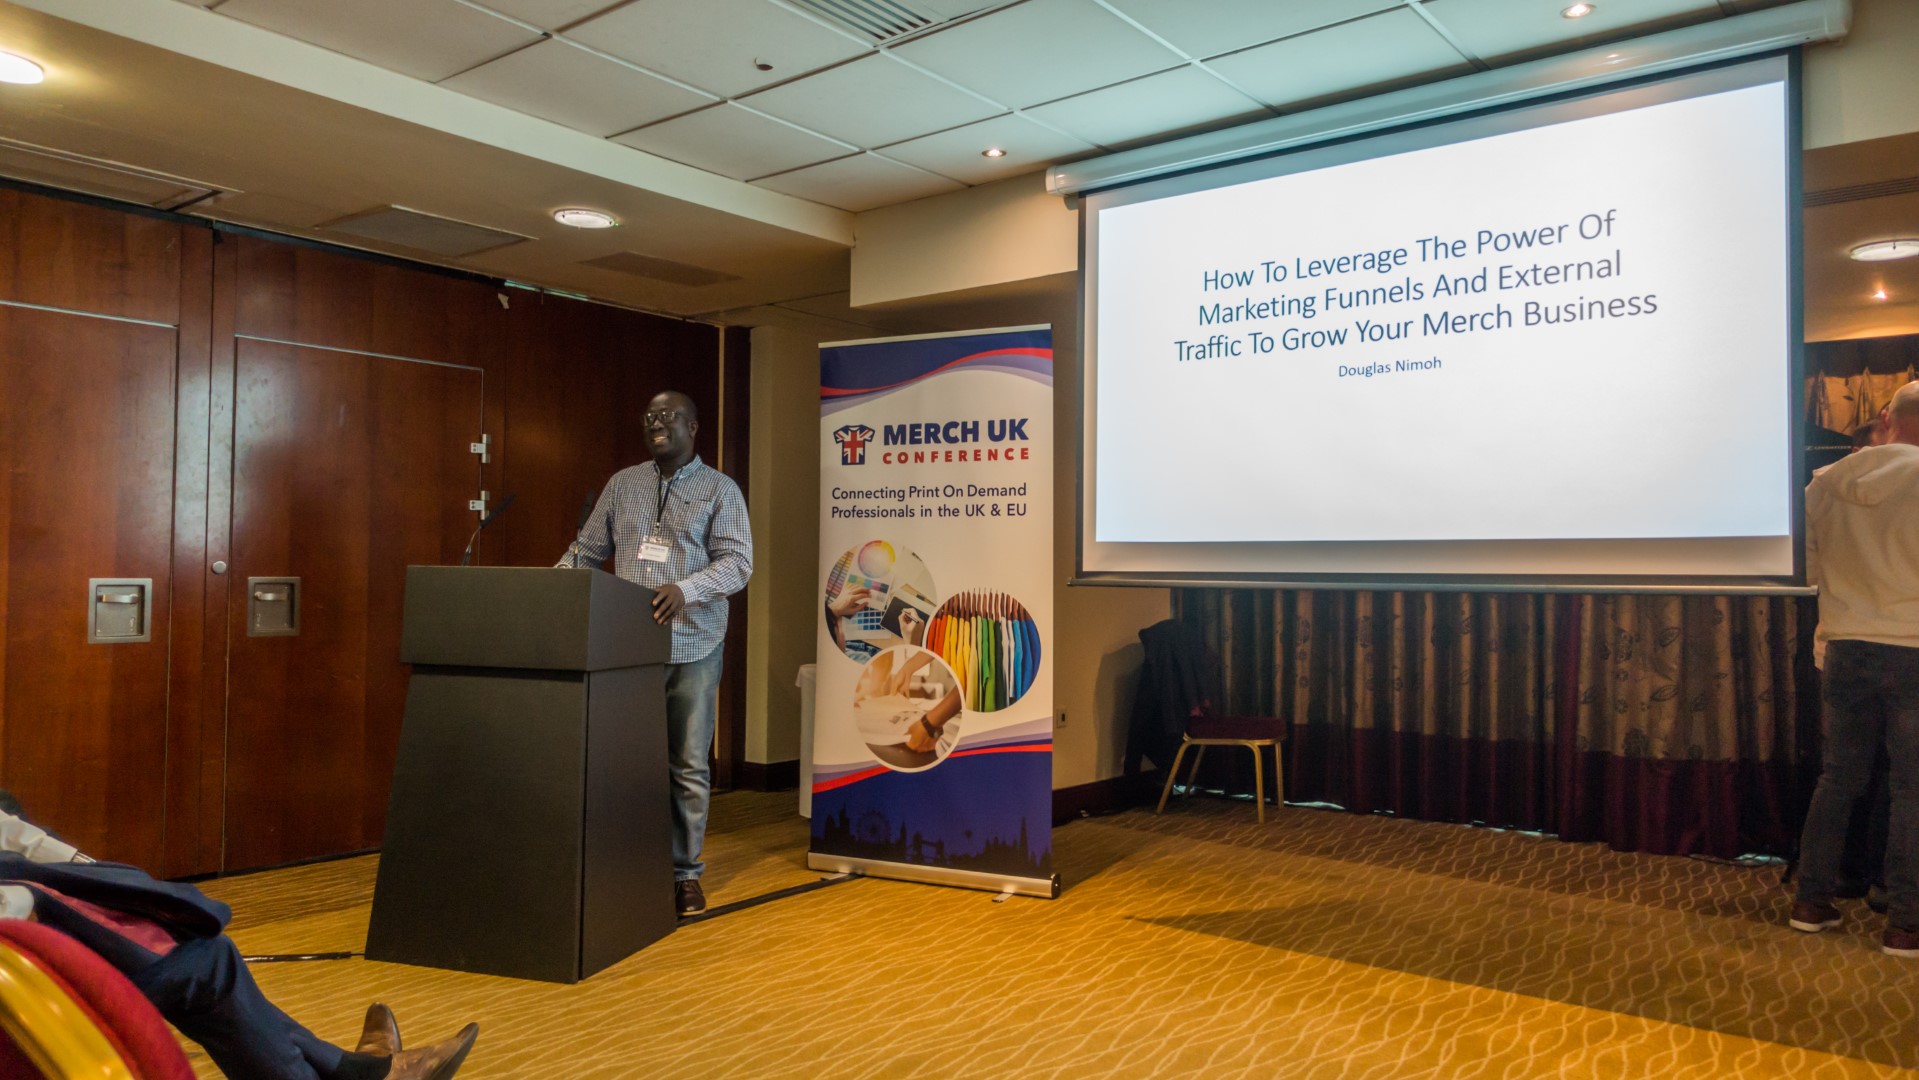 How To Leverage The Power Of
Marketing Funnels And External
Traffic To Grow Your Merch Business
Douglas Nimoh
MERCH UK
CONFERENCE
Connecting Print On Demand
Professionals in the UK & EU